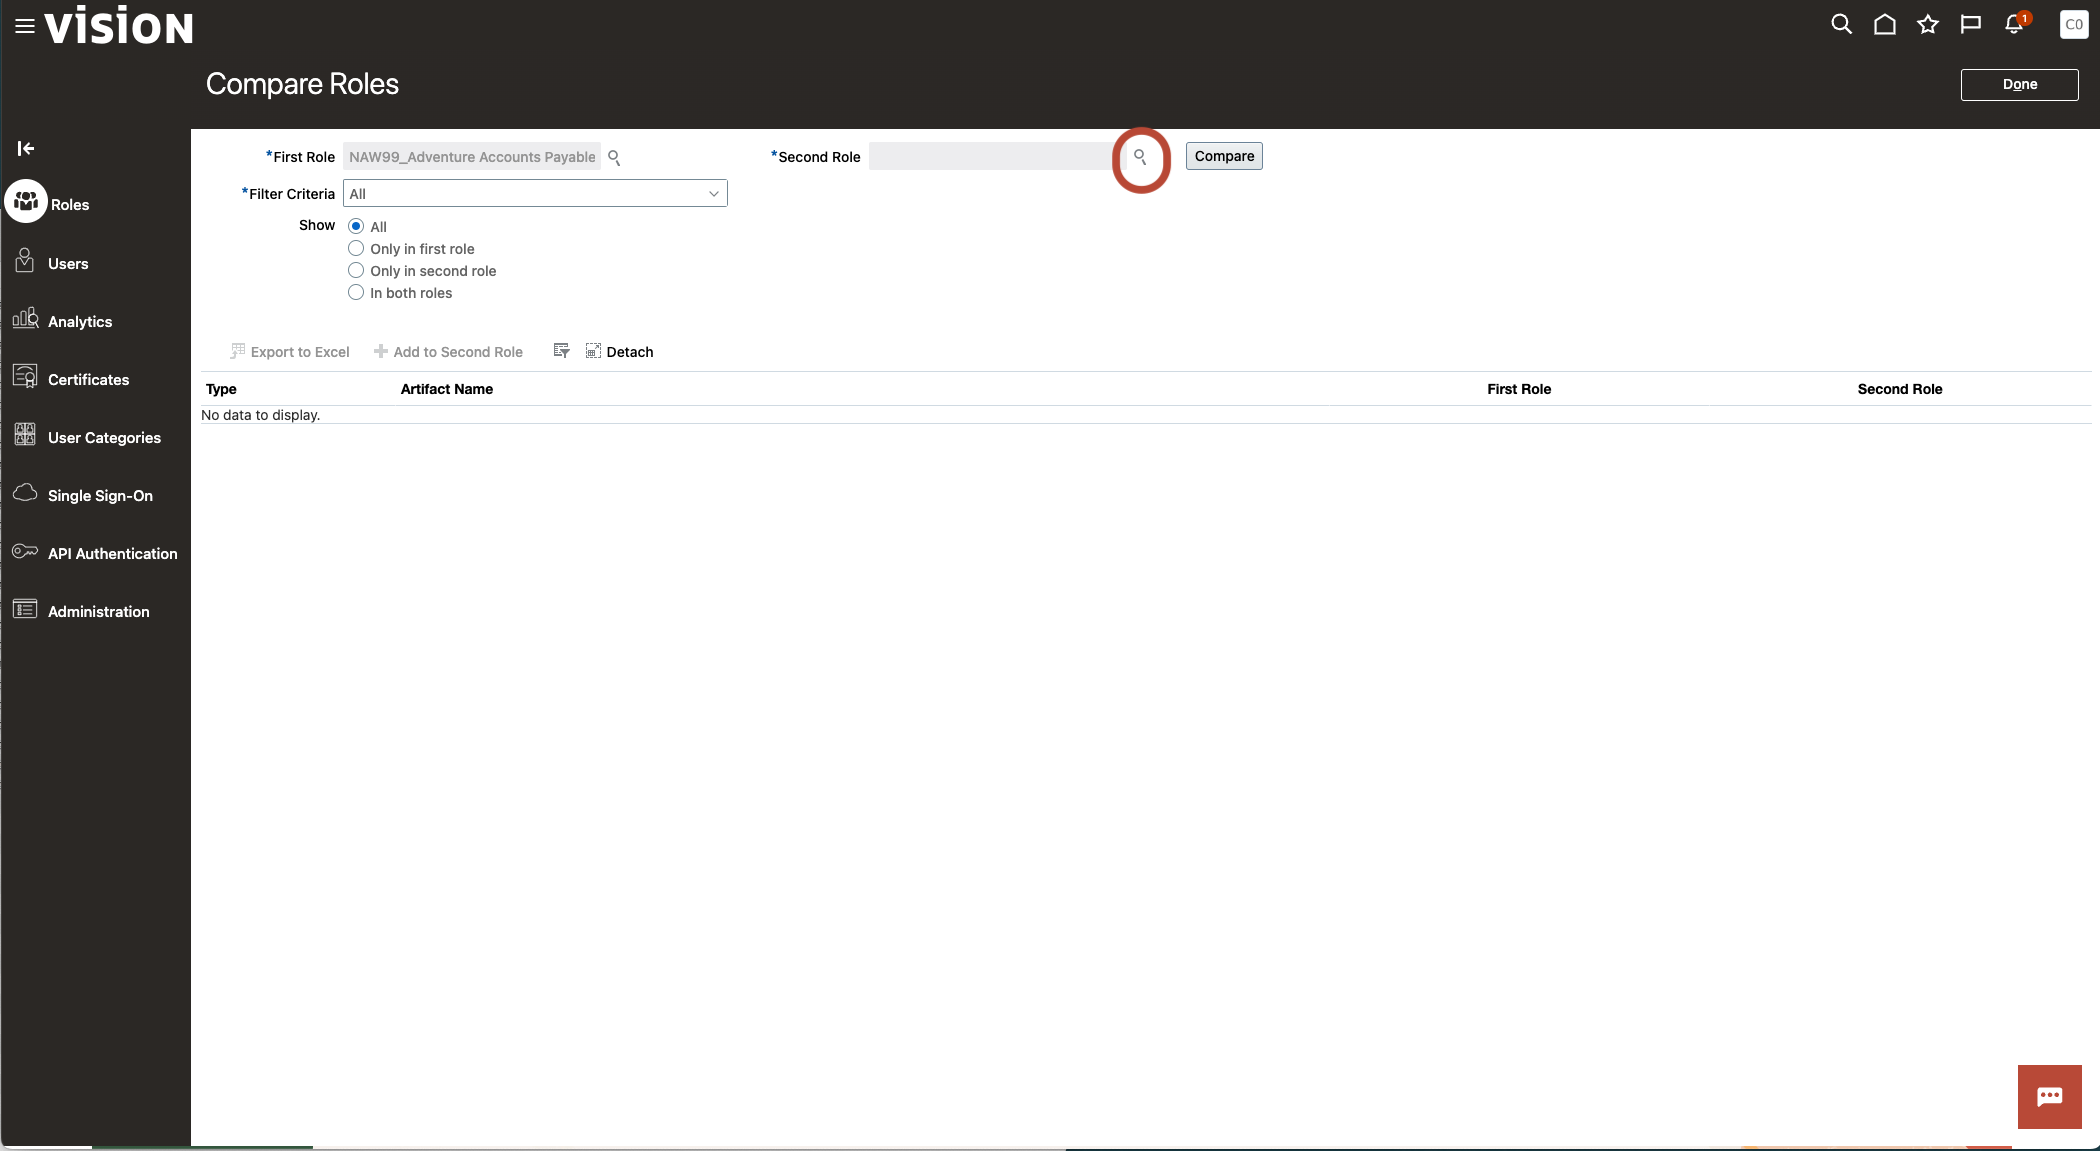 vision
1
C0
Compare Roles
Done
*First Role NAW99_Adventure Accounts Payable
*Second Role
Compare
*Filter Criteria All
Show
All
Only in first role
Only in second role
In both roles
Roles
Users
Analytics
Certificates
User Categories
Single Sign-On
API Authentication
Administration
Export to Excel Add to Second Role Detach
Type Artifact Name First Role Second Role
No data to display.